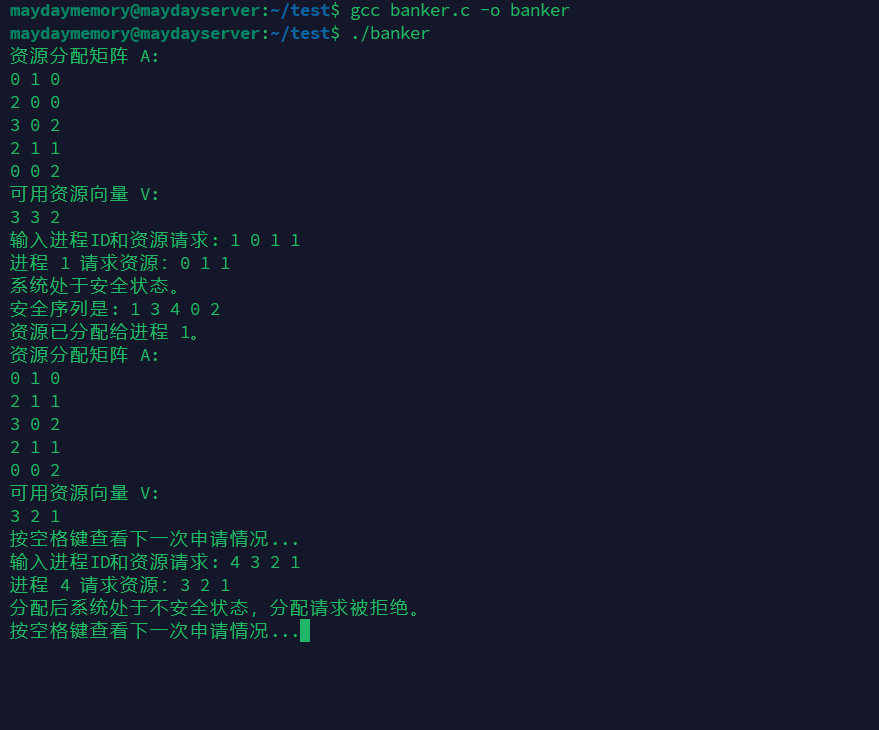 maydaymemory@maydayserver:~/test$ gcc banker.c -o banker
maydaymemory@maydayserver:~/test$ ./banker
资源分配矩阵 A:
0 1 0
2 0 0
3 0 2
2 1 1
0 0 2
可用资源向量 V:
3 3 2
输入进程ID和资源请求: 1 0 1 1
进程 1 请求资源: 0 1 1
系统处于安全状态。
安全序列是: 1 3 4 0 2
资源已分配给进程 1。
资源分配矩阵 A:
0 1 0
2 1 1
3 0 2
2 1 1
0 0 2
可用资源向量 V:
3 2 1
按空格键查看下一次申请情况...
输入进程ID和资源请求: 4 3 2 1
进程 4 请求资源: 3 2 1
分配后系统处于不安全状态，分配请求被拒绝。
按空格键查看下一次申请情况...